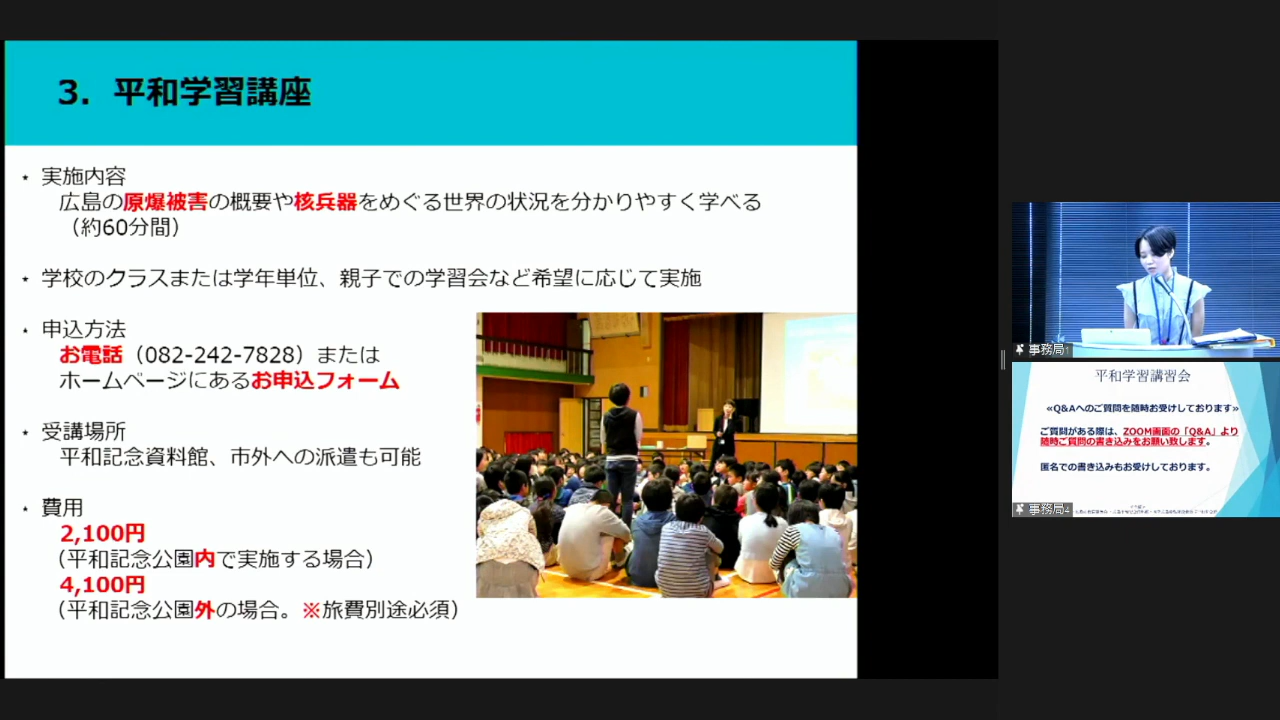 3. 平和学習講座
⋆ 実施内容
広島の原爆被害の概要や核兵器をめぐる世界の状況を分かりやすく学べる
（約60分間）
⋆ 学校のクラスまたは学年単位、親子での学習会など希望に応じて実施
⋆ 申込方法
お電話（082-242-7828）または
ホームページにあるお申込フォーム
⋆ 受講場所
平和記念資料館、市外への派遣も可能
⋆ 費用
2,100円
（平和記念公園内で実施する場合）
4,100円
（平和記念公園外の場合。※旅費別途必須）
事務局1
平和学習講習会
≪Q&Aへのご質問を随時お受けしております≫
ご質問がある際は、ZOOM画面の「Q&A」より
随時ご質問の書き込みをお願い致します。
匿名での書き込みもお受けしております。
事務局4